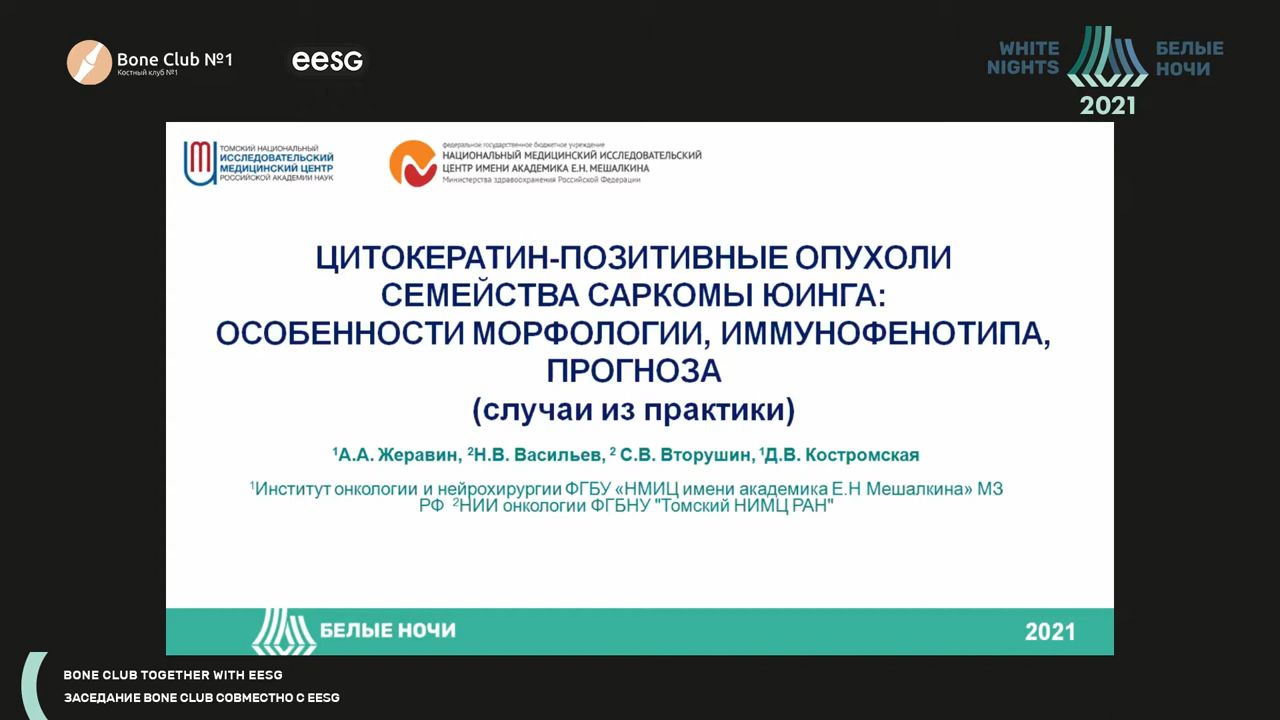 Bone Club №1
Костный клуб №1
eesg
WHITE NIGHTS
БЕЛЫЕ НОЧИ
2021
ТОМСКИЙ НАЦИОНАЛЬНЫЙ
ИССЛЕДОВАТЕЛЬСКИЙ
МЕДИЦИНСКИЙ ЦЕНТР
РОССИЙСКОЙ АКАДЕМИИ НАУК
федеральное государственное бюджетное учреждение
НАЦИОНАЛЬНЫЙ МЕДИЦИНСКИЙ ИССЛЕДОВАТЕЛЬСКИЙ
ЦЕНТР ИМЕНИ АКАДЕМИКА Е.Н. МЕШАЛКИНА
Министерства здравоохранения Российской Федерации
ЦИТОКЕРАТИН-ПОЗИТИВНЫЕ ОПУХОЛИ
СЕМЕЙСТВА САРКОМЫ ЮИНГА:
ОСОБЕННОСТИ МОРФОЛОГИИ, ИММУНОФЕНОТИПА,
ПРОГНОЗА
(случаи из практики)
¹А.А. Жеравин, ²Н.В. Васильев, ² С.В. Вторушин, ¹Д.В. Костромская
¹Институт онкологии и нейрохирургии ФГБУ «НМИЦ имени академика Е.Н Мешалкина» МЗ
РФ ²НИИ онкологии ФГБНУ "Томский НИМЦ РАН"
БЕЛЫЕ НОЧИ
2021
BONE CLUB TOGETHER WITH EESG
ЗАСЕДАНИЕ BONE CLUB СОВМЕСТНО С EESG